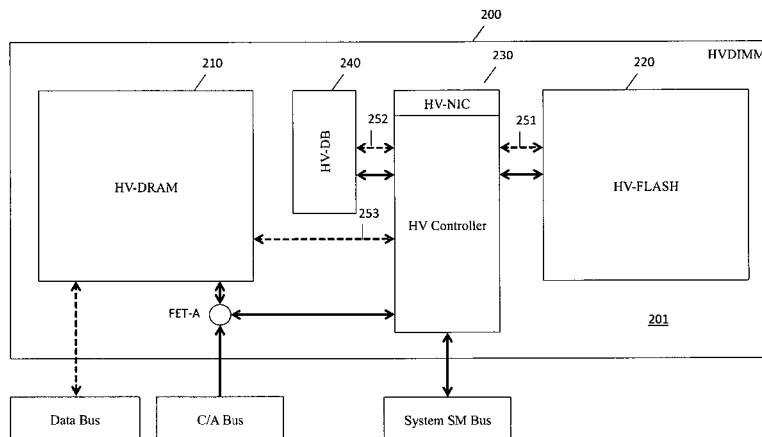 200
HVDIMM
210
240
230
220
HV-NIC
252
251
HV-DB
HV-DRAM
HV-FLASH
253
HV Controller
FET-A
201
Data Bus
C/A Bus
System SM Bus